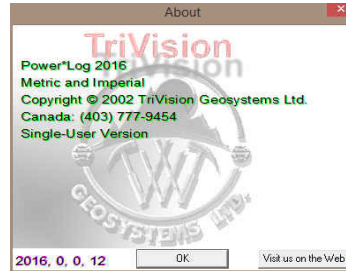 About
TriVision
Power*Log 2016
Metric and Imperial
Copyright © 2002 TriVision Geosystems Ltd.
Canada: (403) 777-9454
Single-User Version
TriVision
GEOSYSTEMS LTD.
2016, 0, 0, 12
OK
Visit us on the Web